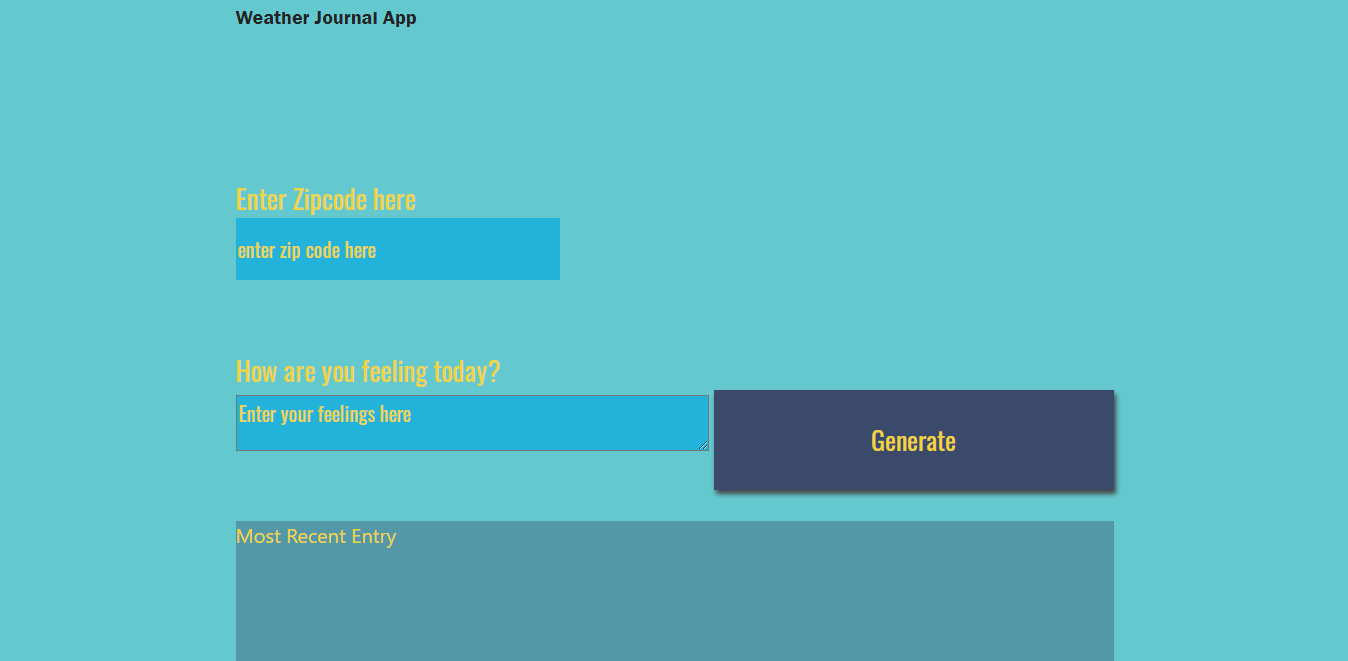 Weather Journal App
Enter Zipcode here
enter zip code here
How are you feeling today?
Enter your feelings here
Generate
Most Recent Entry